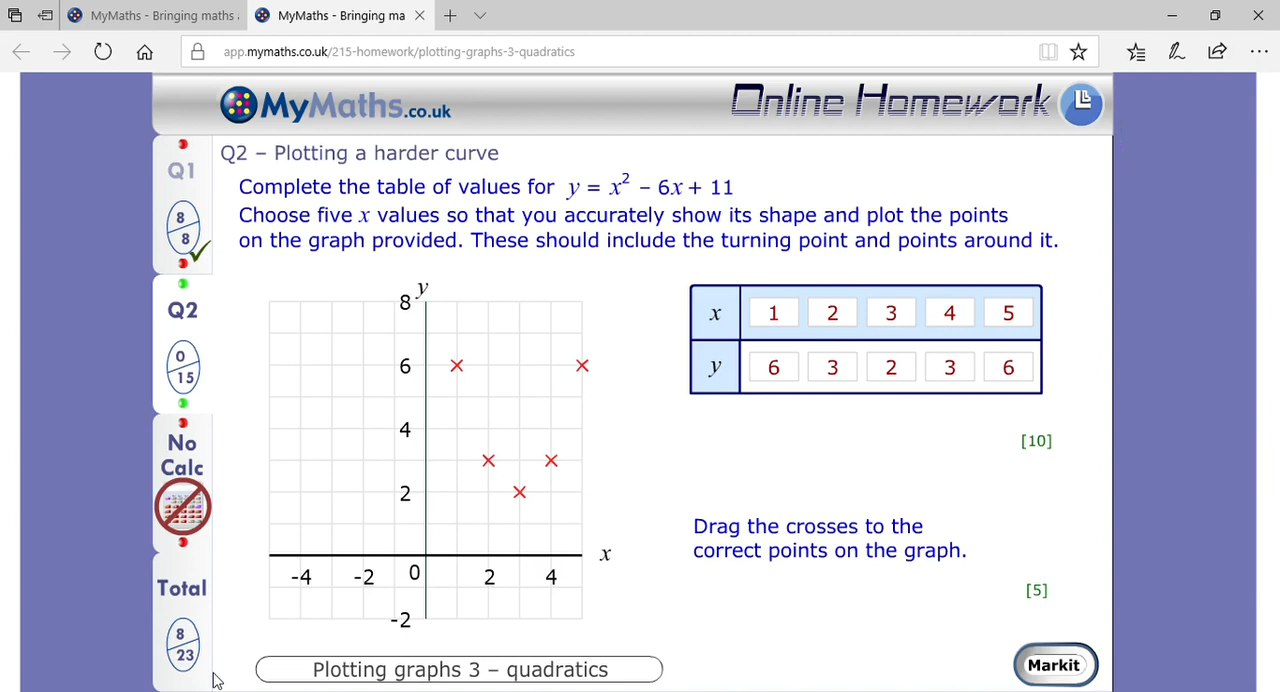 MyMaths - Bringing maths a
MyMaths - Bringing ma
app.mymaths.co.uk/215-homework/plotting-graphs-3-quadratics
MyMaths.co.uk
Online Homework
Q1
8
8
Q2
0
15
No
Calc
Total
8
23
Q2 – Plotting a harder curve
Complete the table of values for y = x² – 6x + 11
Choose five x values so that you accurately show its shape and plot the points
on the graph provided. These should include the turning point and points around it.
y
8
6
4
2
-4 -2 0 2 4 x
-2
x 1 2 3 4 5
y 6 3 2 3 6
[10]
Drag the crosses to the
correct points on the graph.
[5]
Plotting graphs 3 – quadratics
Markit